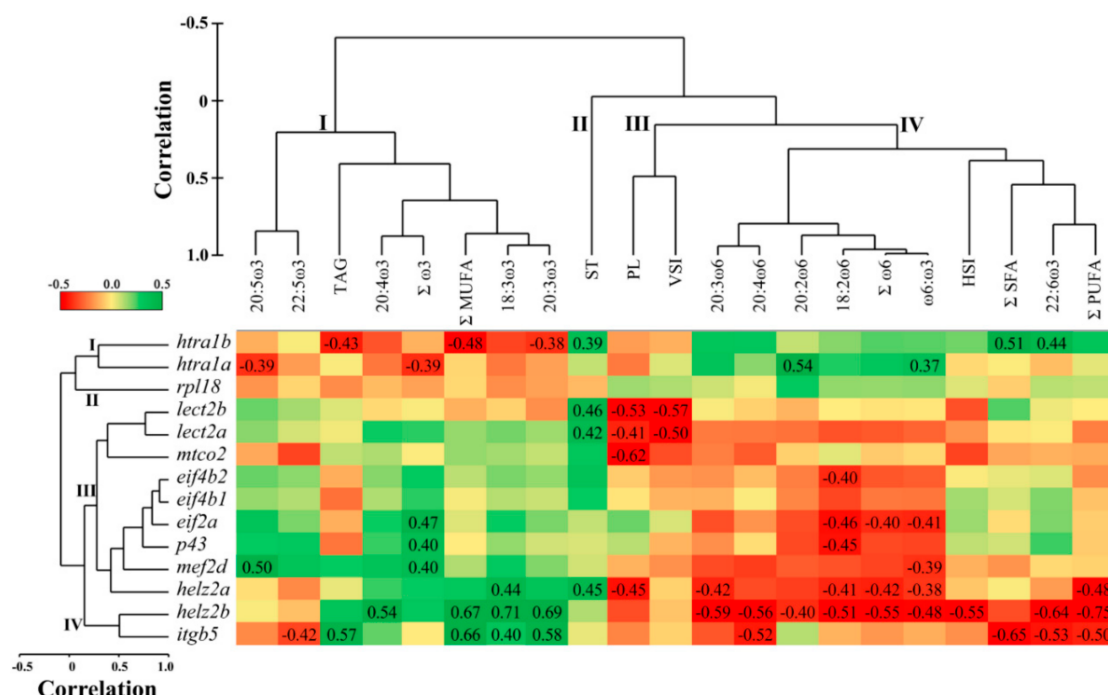 -0.5
0
0.5
1.0
Correlation
I
II
III
IV
20:5ω3
22:5ω3
TAG
20:4ω3
Σ ω3
Σ MUFA
18:3ω3
20:3ω3
ST
PL
VSI
20:3ω6
20:4ω6
20:2ω6
18:2ω6
Σ ω6
ω6:ω3
HSI
Σ SFA
22:6ω3
Σ PUFA
-0.5 0.0 0.5
I
II
III
IV
htra1b -0.43 -0.48 -0.38 0.39 0.51 0.44
htra1a -0.39 -0.39 0.54 0.37
rpl18
lect2b 0.46 -0.53 -0.57
lect2a 0.42 -0.41 -0.50
mtco2 -0.62
eif4b2 -0.40
eif4b1
eif2a 0.47 -0.46 -0.40 -0.41
p43 0.40 -0.45
mef2d 0.50 0.40 -0.39
helz2a 0.44 0.45 -0.45 -0.42 -0.41 -0.42 -0.38 -0.48
helz2b 0.54 0.67 0.71 0.69 -0.59 -0.56 -0.40 -0.51 -0.55 -0.48 -0.55 -0.64 -0.75
itgb5 -0.42 0.57 0.66 0.40 0.58 -0.52 -0.65 -0.53 -0.50
-0.5 0 0.5 1.0
Correlation